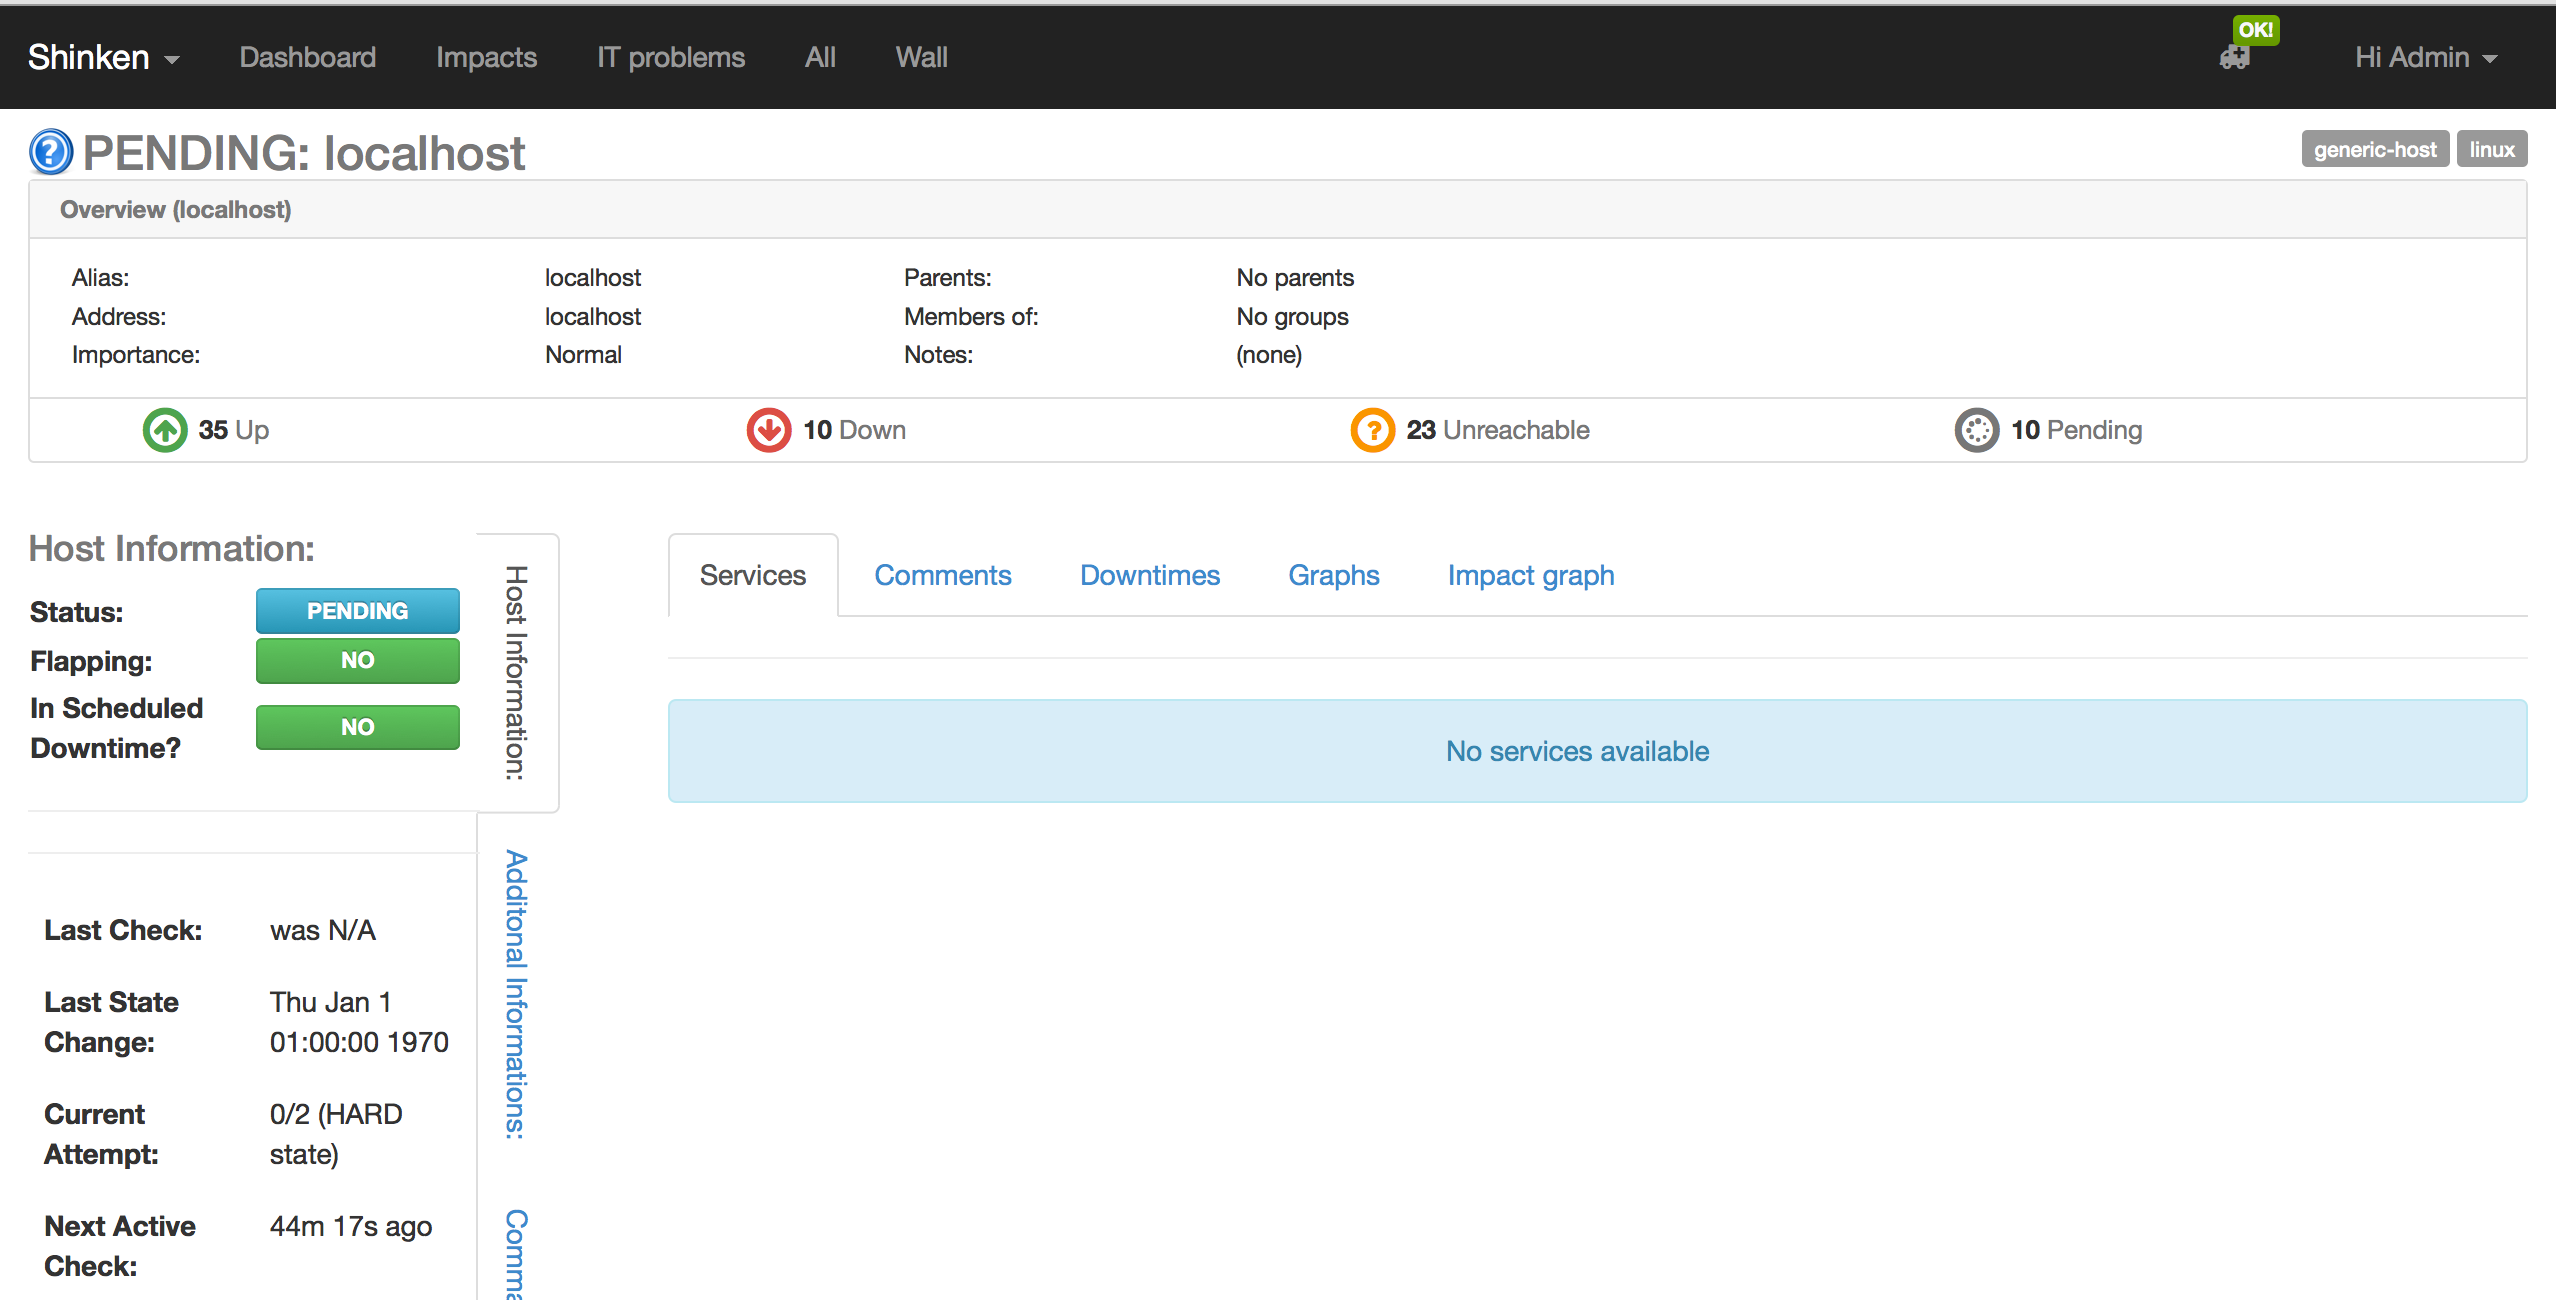 Shinken Dashboard Impacts IT problems All Wall OK! Hi Admin
PENDING: localhost generic-host linux
Overview (localhost)
Alias: localhost Parents: No parents
Address: localhost Members of: No groups
Importance: Normal Notes: (none)
35 Up 10 Down 23 Unreachable 10 Pending
Host Information:
Status: PENDING
Flapping: NO
In Scheduled
Downtime? NO
Last Check: was N/A
Last State Thu Jan 1
Change: 01:00:00 1970
Current 0/2 (HARD
Attempt: state)
Next Active 44m 17s ago
Check:
Host Information:
Additonal Informations:
Services Comments Downtimes Graphs Impact graph
No services available